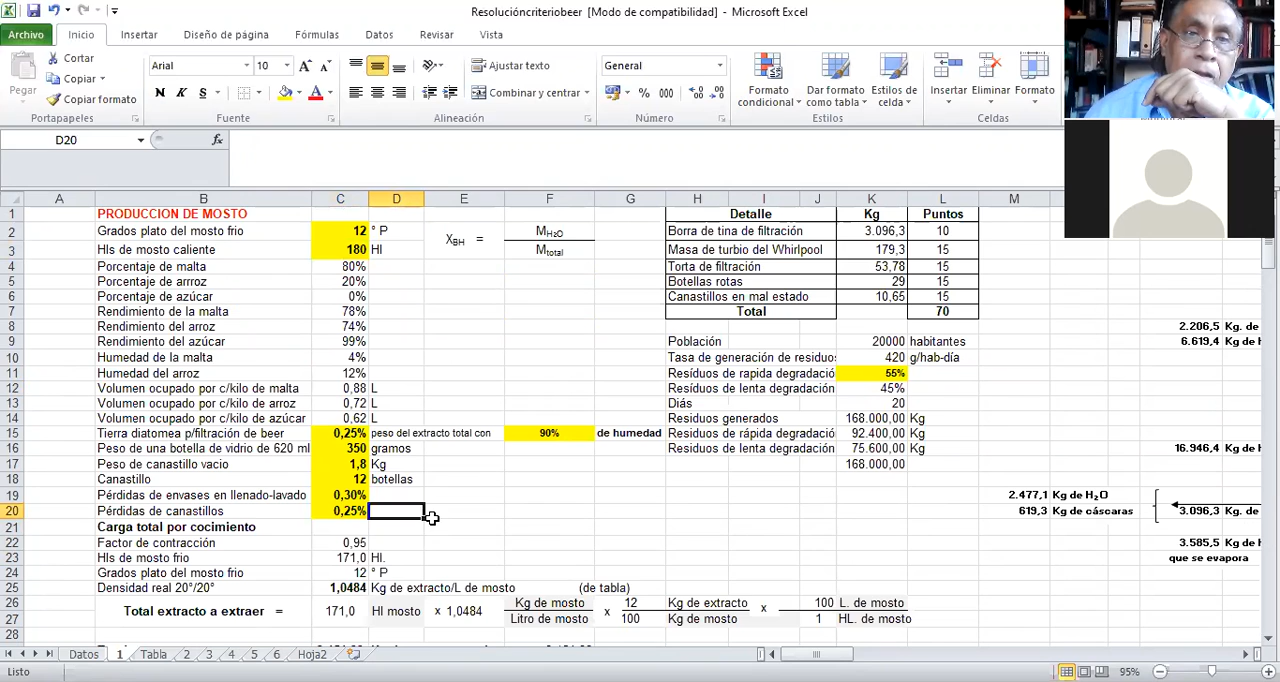 Resolucióncriteriobeer [Modo de compatibilidad] - Microsoft Excel
Archivo Inicio Insertar Diseño de página Fórmulas Datos Revisar Vista
Pegar Cortar Copiar Copiar formato
Arial 10 A A
N K S A
Ajustar texto
Combinar y centrar
General
% 000
Formato condicional Dar formato como tabla Estilos de celda
Insertar Eliminar Formato
Portapapeles Fuente Alineación Número Estilos Celdas
D20 fx
A B C D E F G H I J K L M
1 PRODUCCION DE MOSTO Detalle Kg Puntos
2 Grados plato del mosto frio 12 ° P X_BH = M_H2O Borra de tina de filtración 3.096,3 10
3 Hls de mosto caliente 180 Hl M_total Masa de turbio del Whirlpool 179,3 15
4 Porcentaje de malta 80% Torta de filtración 53,78 15
5 Porcentaje de arrroz 20% Botellas rotas 29 15
6 Porcentaje de azúcar 0% Canastillos en mal estado 10,65 15
7 Rendimiento de la malta 78% Total 70
8 Rendimiento del arroz 74% 2.206,5 Kg. de
9 Rendimiento del azúcar 99% Población 20000 habitantes 6.619,4 Kg de H
10 Humedad de la malta 4% Tasa de generación de residuos 420 g/hab-día
11 Humedad del arroz 12% Resíduos de rapida degradació 55%
12 Volumen ocupado por c/kilo de malta 0,88 L Resíduos de lenta degradación 45%
13 Volumen ocupado por c/kilo de arroz 0,72 L Diás 20
14 Volumen ocupado por c/kilo de azúcar 0,62 L Residuos generados 168.000,00 Kg
15 Tierra diatomea p/filtración de beer 0,25% peso del extracto total con 90% de humedad Residuos de rápida degradació 92.400,00 Kg
16 Peso de una botella de vidrio de 620 ml 350 gramos Residuos de lenta degradación 75.600,00 Kg 16.946,4 Kg de H
17 Peso de canastillo vacio 1,8 Kg 168.000,00
18 Canastillo 12 botellas
19 Pérdidas de envases en llenado-lavado 0,30% 2.477,1 Kg de H₂O
20 Pérdidas de canastillos 0,25% 619,3 Kg de cáscaras 3.096,3 Kg. de
21 Carga total por cocimiento
22 Factor de contracción 0,95 3.585,5 Kg de H
23 Hls de mosto frio 171,0 Hl. que se evapora
24 Grados plato del mosto frio 12 ° P
25 Densidad real 20°/20° 1,0484 Kg de extracto/L de mosto (de tabla)
26 Total extracto a extraer = 171,0 Hl mosto x 1,0484 Kg de mosto x 12 Kg de extracto x 100 L. de mosto
27 Litro de mosto 100 Kg de mosto 1 HL. de mosto
28
Datos 1 Tabla 2 3 4 5 6 Hoja2
Listo 95%